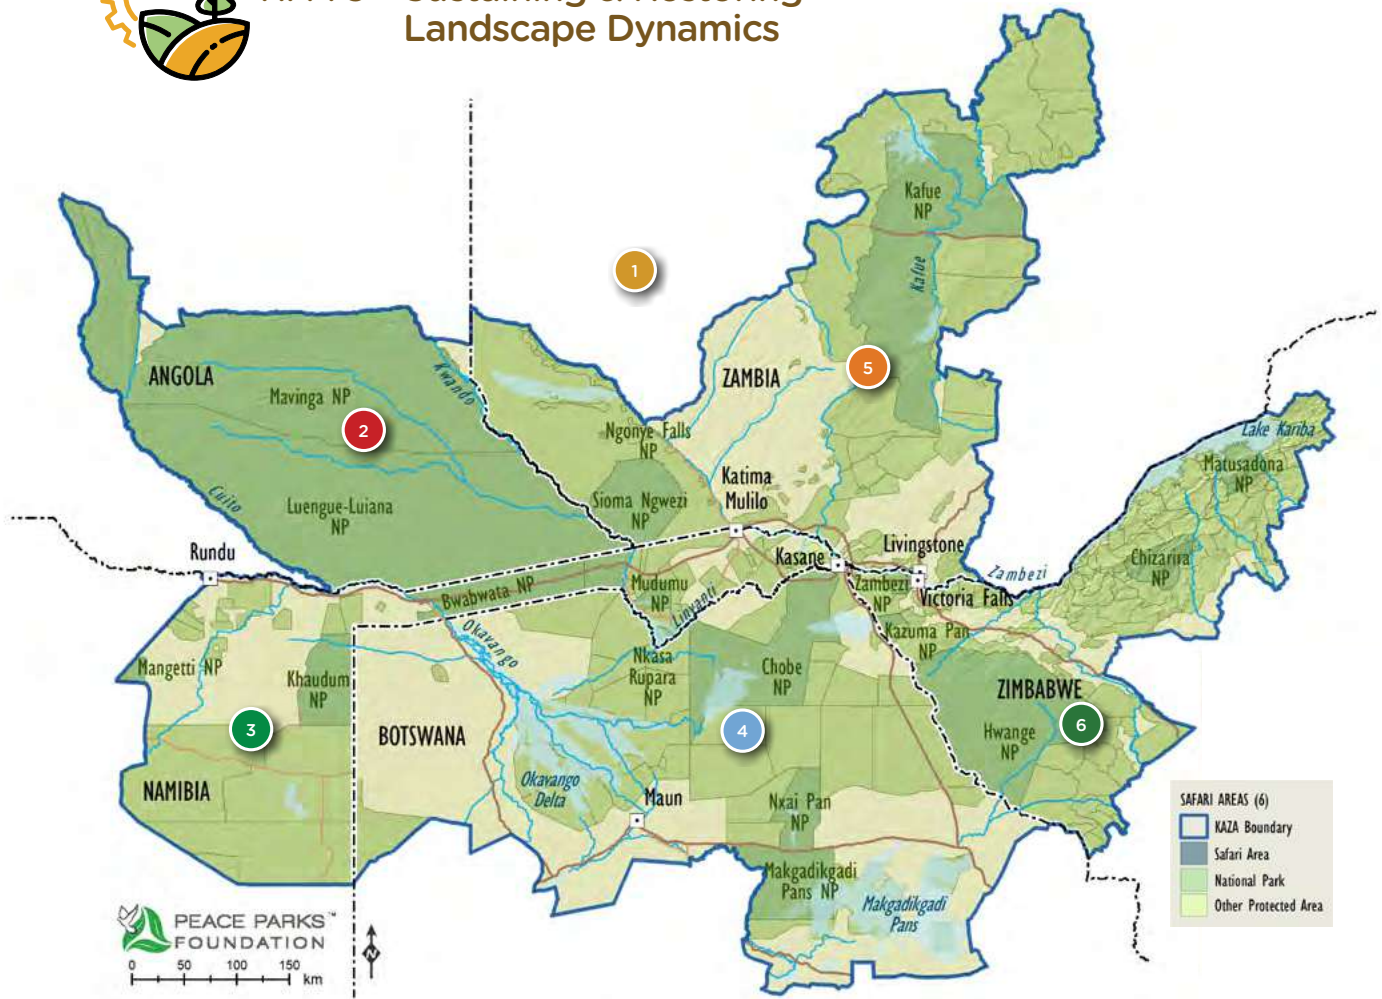 Landscape Dynamics
Kafue
NP
Kafue
1
ANGOLA
Mavinga NP
2
Kwando
ZAMBIA
5
Ngonye Falls
NP
Katima
Mulilo
Lake Kariba
Matusadona
NP
Cuito
Luengue-Luiana
NP
Sioma Ngwezi
NP
Rundu
Kasane
Livingstone
Chizarira
NP
Zambezi
Bwabwata NP
Mudumu
NP
Linyanti
Zambezi
NP
Victoria Falls
Okavango
Kazuma Pan
NP
Mangetti NP
Khaudum
NP
Nkasa
Rupara
NP
Chobe
NP
ZIMBABWE
3
BOTSWANA
4
Hwange
NP
6
NAMIBIA
Okavango
Delta
Maun
Nxai Pan
NP
Makgadikgadi
Pans NP
Makgadikgadi
Pans
SAFARI AREAS (6)
KAZA Boundary
Safari Area
National Park
Other Protected Area
PEACE PARKS™
FOUNDATION
0 50 100 150
km
N